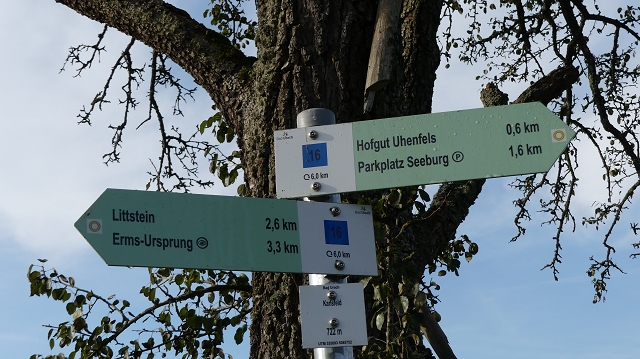 16
6,0 km
Hofgut Uhenfels 0,6 km
Parkplatz Seeburg P 1,6 km
Littstein 2,6 km
Erms-Ursprung 3,3 km
16
6,0 km
722 m